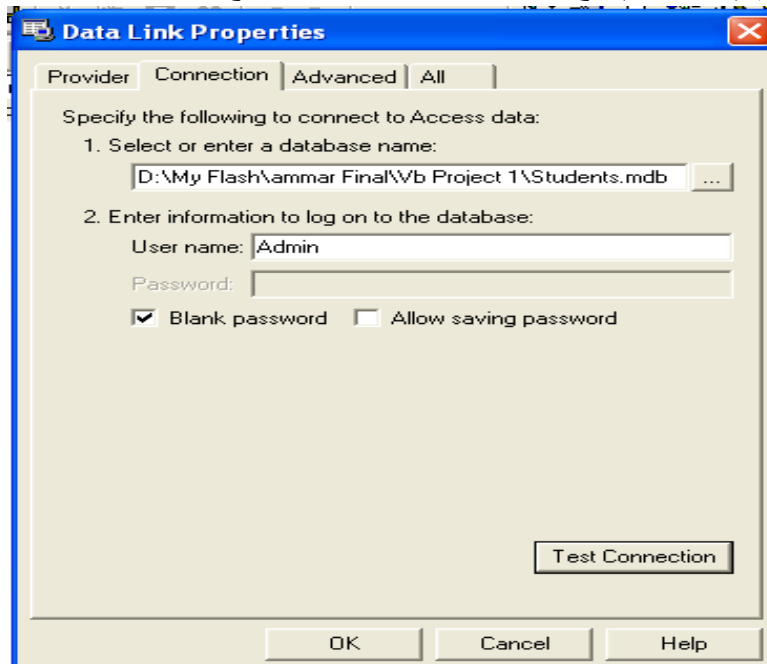 Data Link Properties
Provider Connection Advanced All
Specify the following to connect to Access data:
1. Select or enter a database name:
D:\My Flash\ammar Final\Vb Project 1\Students.mdb ...
2. Enter information to log on to the database:
User name: Admin
Password:
Blank password Allow saving password
Test Connection
OK Cancel Help